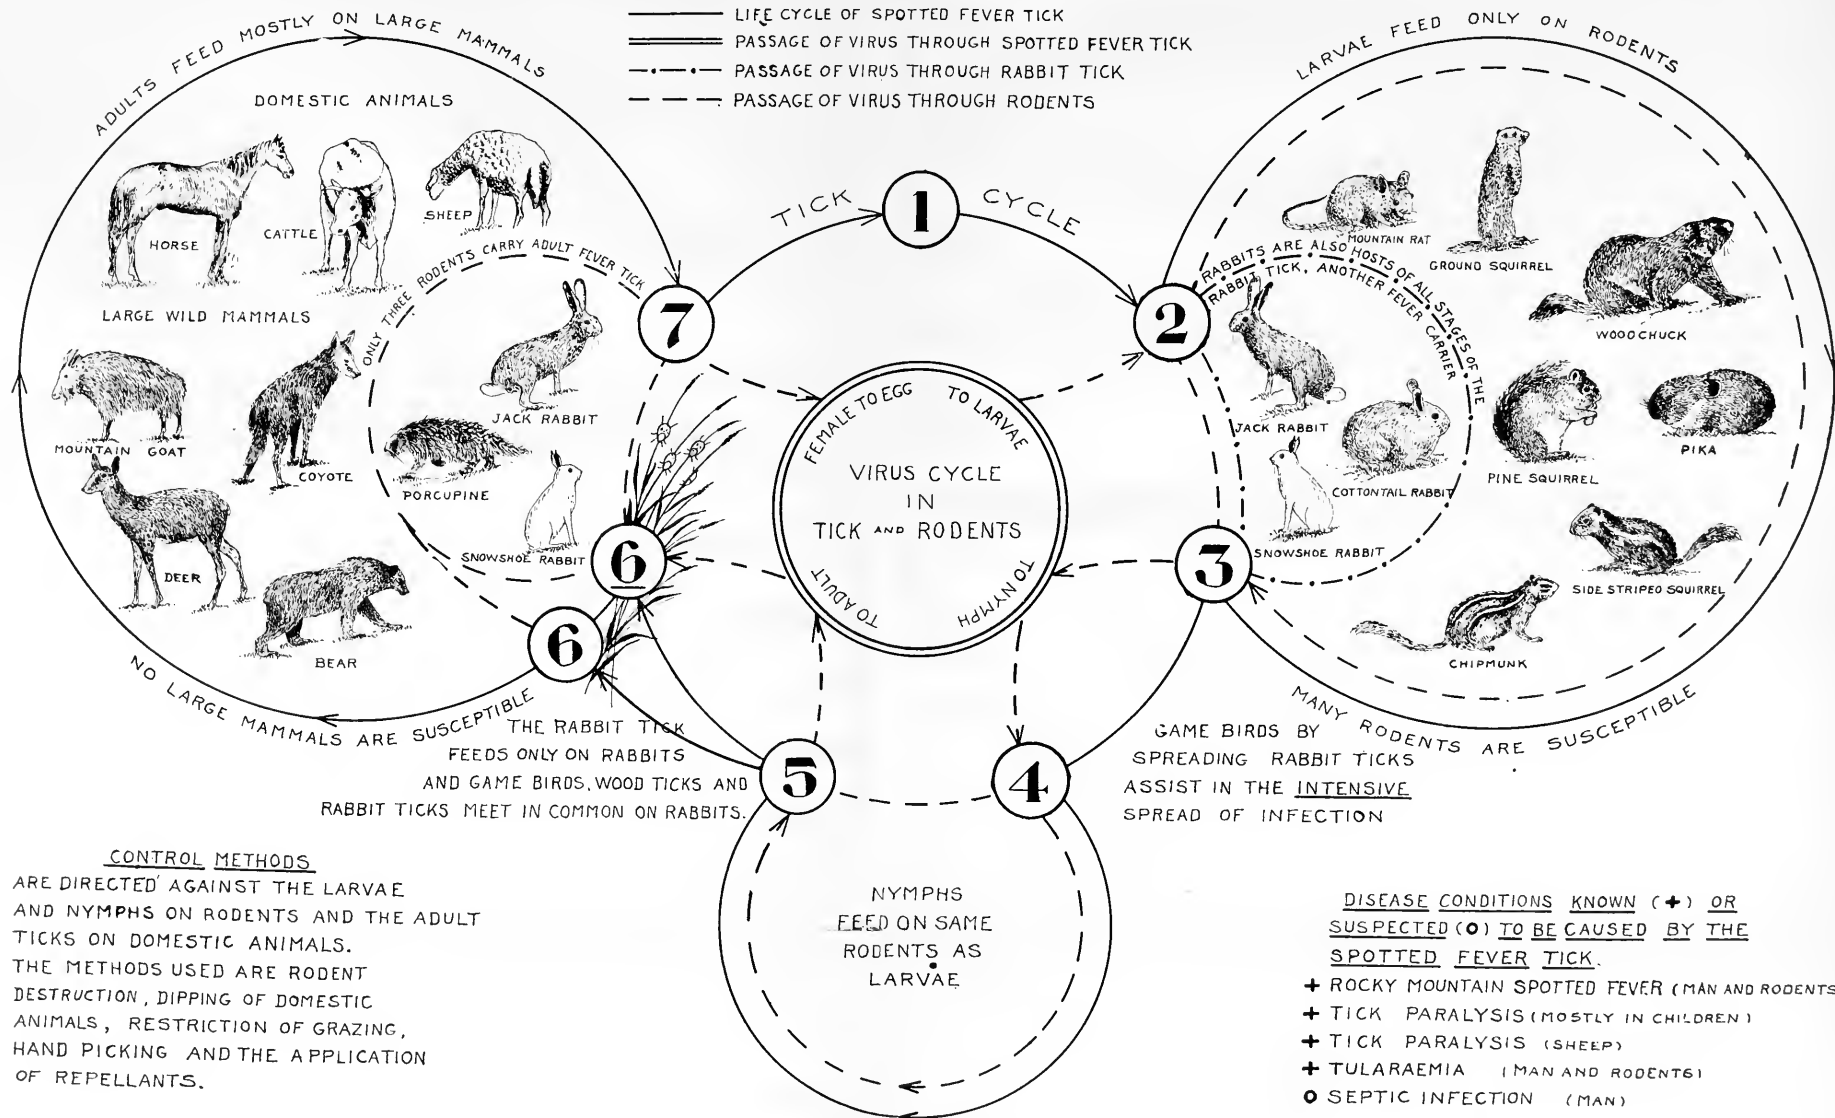 LIFE CYCLE OF SPOTTED FEVER TICK
PASSAGE OF VIRUS THROUGH SPOTTED FEVER TICK
PASSAGE OF VIRUS THROUGH RABBIT TICK
PASSAGE OF VIRUS THROUGH RODENTS
ADULTS FEED MOSTLY ON LARGE MAMMALS
DOMESTIC ANIMALS
HORSE
CATTLE
SHEEP
LARGE WILD MAMMALS
MOUNTAIN GOAT
COYOTE
DEER
BEAR
NO LARGE MAMMALS ARE SUSCEPTIBLE
ONLY THREE RODENTS CARRY ADULT FEVER TICK
JACK RABBIT
PORCUPINE
SNOWSHOE RABBIT
TICK CYCLE
1
2
3
4
5
6
6
7
FEMALE TO EGG
TO LARVAE
TO NYMPH
TO ADULT
VIRUS CYCLE
IN
TICK AND RODENTS
LARVAE FEED ONLY ON RODENTS
MOUNTAIN RAT
GROUND SQUIRREL
WOODCHUCK
PINE SQUIRREL
PIKA
SIDE STRIPED SQUIRREL
CHIPMUNK
MANY RODENTS ARE SUSCEPTIBLE
RABBITS ARE ALSO HOSTS OF ALL STAGES OF THE
RABBIT TICK, ANOTHER FEVER CARRIER
JACK RABBIT
COTTONTAIL RABBIT
SNOWSHOE RABBIT
THE RABBIT TICK
FEEDS ONLY ON RABBITS
AND GAME BIRDS. WOOD TICKS AND
RABBIT TICKS MEET IN COMMON ON RABBITS.
GAME BIRDS BY
SPREADING RABBIT TICKS
ASSIST IN THE INTENSIVE
SPREAD OF INFECTION
NYMPHS
FEED ON SAME
RODENTS AS
LARVAE
CONTROL METHODS
ARE DIRECTED AGAINST THE LARVAE
AND NYMPHS ON RODENTS AND THE ADULT
TICKS ON DOMESTIC ANIMALS.
THE METHODS USED ARE RODENT
DESTRUCTION, DIPPING OF DOMESTIC
ANIMALS, RESTRICTION OF GRAZING,
HAND PICKING AND THE APPLICATION
OF REPELLANTS.
DISEASE CONDITIONS KNOWN (+) OR
SUSPECTED (O) TO BE CAUSED BY THE
SPOTTED FEVER TICK.
+ ROCKY MOUNTAIN SPOTTED FEVER (MAN AND RODENTS
+ TICK PARALYSIS (MOSTLY IN CHILDREN)
+ TICK PARALYSIS (SHEEP)
+ TULARAEMIA (MAN AND RODENTS)
O SEPTIC INFECTION (MAN)